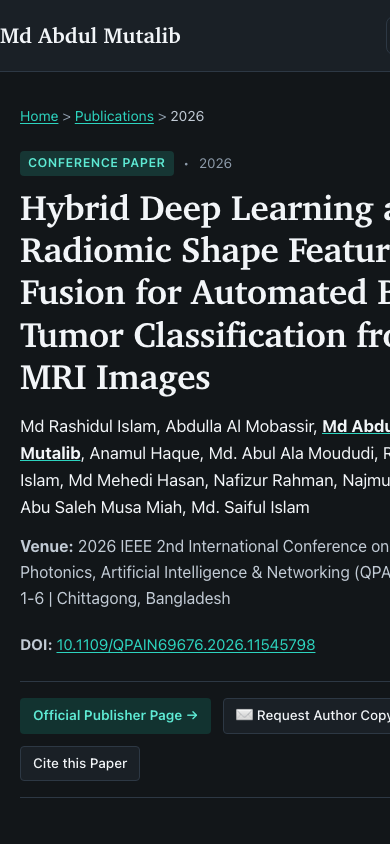 Md Abdul Mutalib
Home > Publications > 2026
CONFERENCE PAPER • 2026
Hybrid Deep Learning a
Radiomic Shape Featur
Fusion for Automated B
Tumor Classification fro
MRI Images
Md Rashidul Islam, Abdulla Al Mobassir, Md Abdu
Mutalib, Anamul Haque, Md. Abul Ala Moududi, R
Islam, Md Mehedi Hasan, Nafizur Rahman, Najmu
Abu Saleh Musa Miah, Md. Saiful Islam
Venue: 2026 IEEE 2nd International Conference on
Photonics, Artificial Intelligence & Networking (QPA
1-6 | Chittagong, Bangladesh
DOI: 10.1109/QPAIN69676.2026.11545798
Official Publisher Page → ✉️ Request Author Copy
Cite this Paper